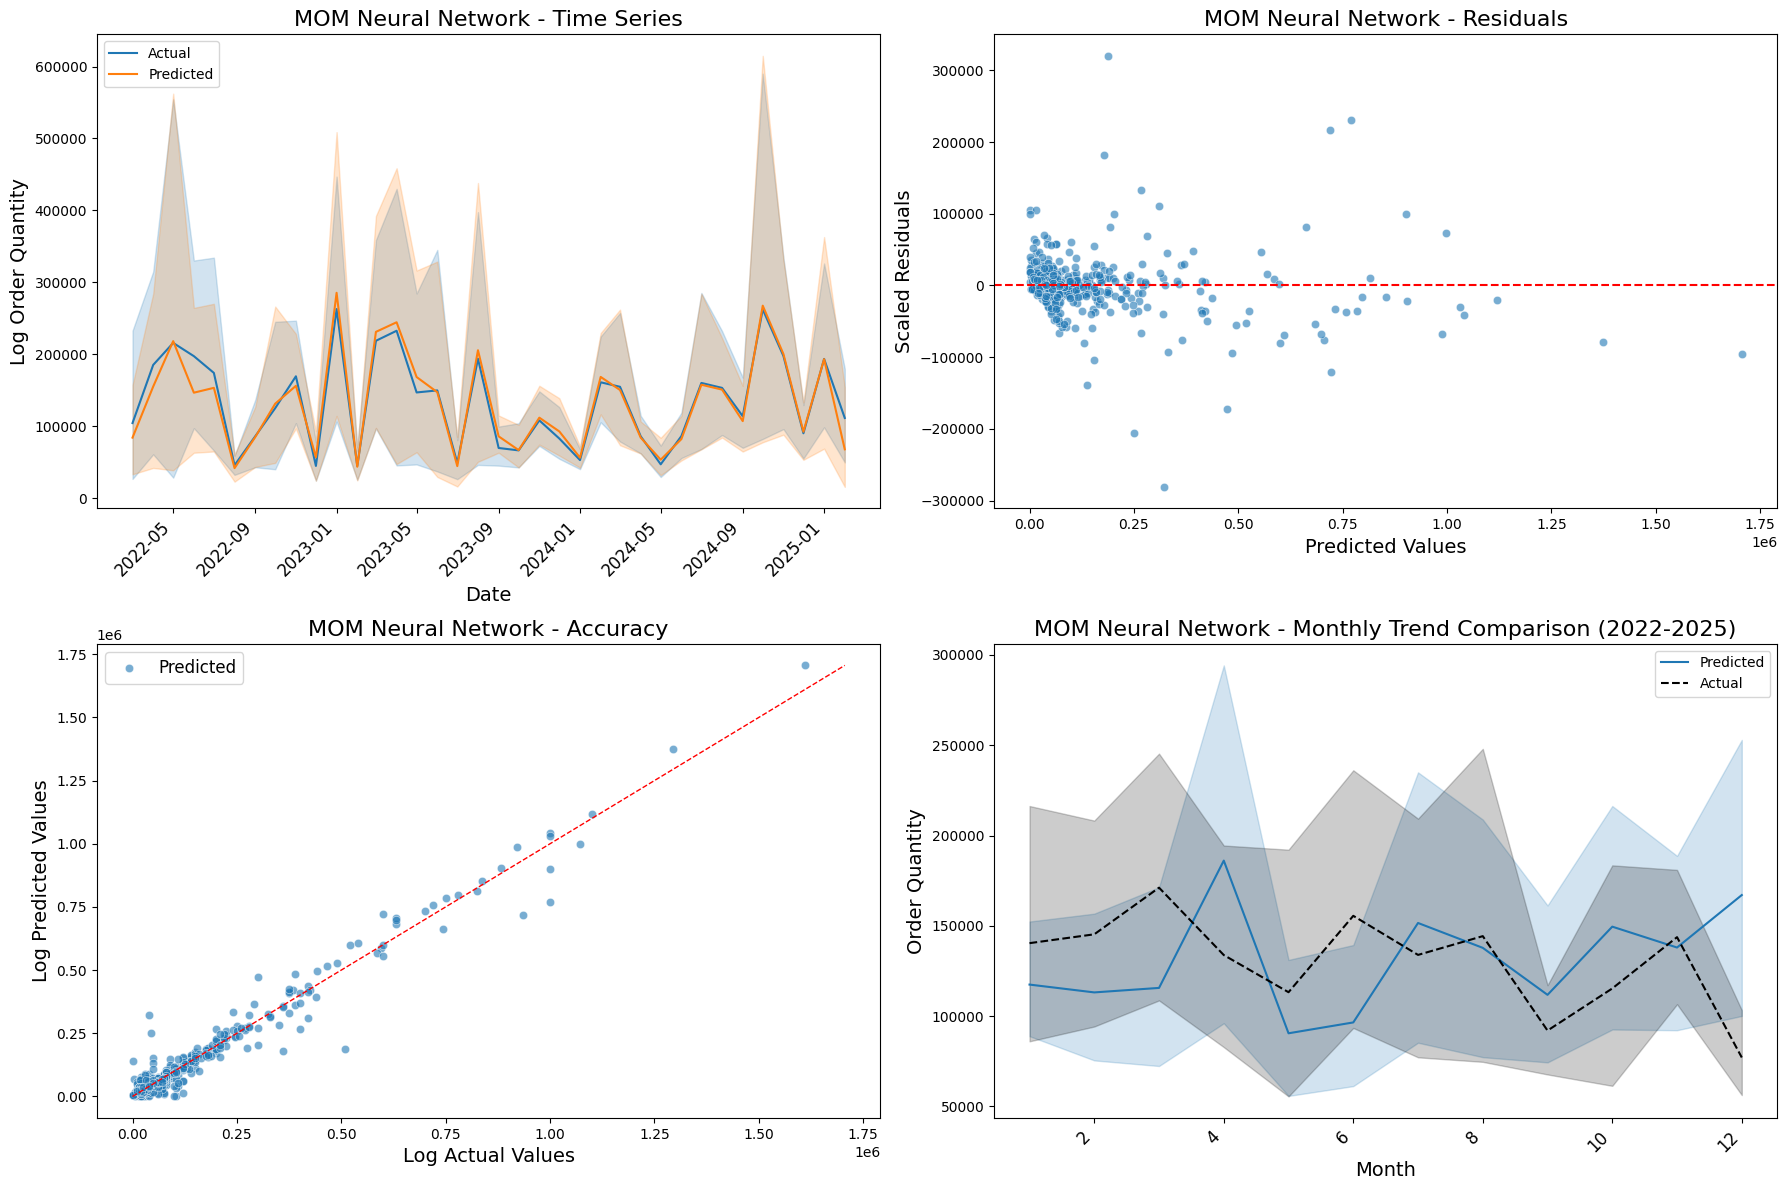 MOM Neural Network - Time Series
Actual
Predicted
Log Order Quantity
600000
500000
400000
300000
200000
100000
0
2022-05
2022-09
2023-01
2023-05
2023-09
2024-01
2024-05
2024-09
2025-01
Date
MOM Neural Network - Residuals
Scaled Residuals
300000
200000
100000
0
−100000
−200000
−300000
0.00
0.25
0.50
0.75
1.00
1.25
1.50
1.75
1e6
Predicted Values
MOM Neural Network - Accuracy
1e6
Predicted
Log Predicted Values
1.75
1.50
1.25
1.00
0.75
0.50
0.25
0.00
0.00
0.25
0.50
0.75
1.00
1.25
1.50
1.75
1e6
Log Actual Values
MOM Neural Network - Monthly Trend Comparison (2022-2025)
Predicted
Actual
Order Quantity
300000
250000
200000
150000
100000
50000
2
4
6
8
10
12
Month